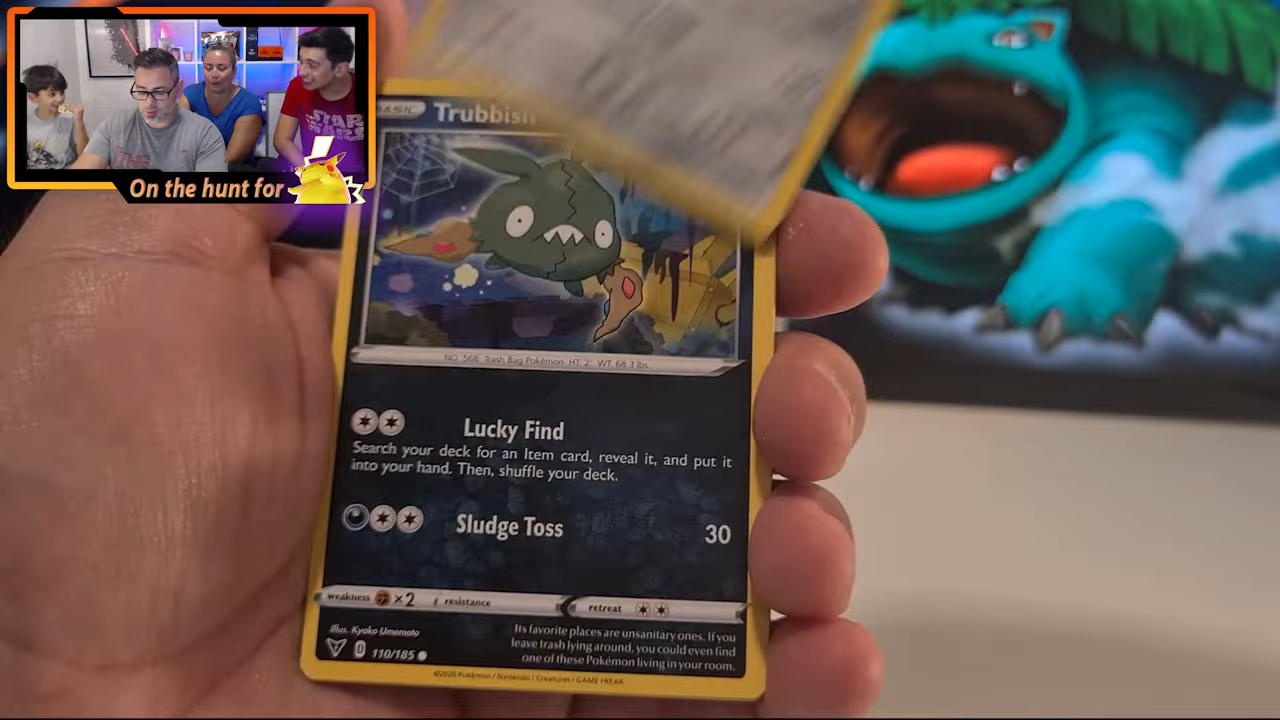 On the hunt for
STAR
WARS
BASIC
Trubbish
NO. 568 Trash Bag Pokémon HT: 2' WT: 68.3 lbs.
Lucky Find
Search your deck for an Item card, reveal it, and put it
into your hand. Then, shuffle your deck.
Sludge Toss 30
weakness ×2 resistance retreat
Illus. Kyoko Umemoto
D 110/185
Its favorite places are unsanitary ones. If you
leave trash lying around, you could even find
one of these Pokémon living in your room.
©2020 Pokémon / Nintendo / Creatures / GAME FREAK